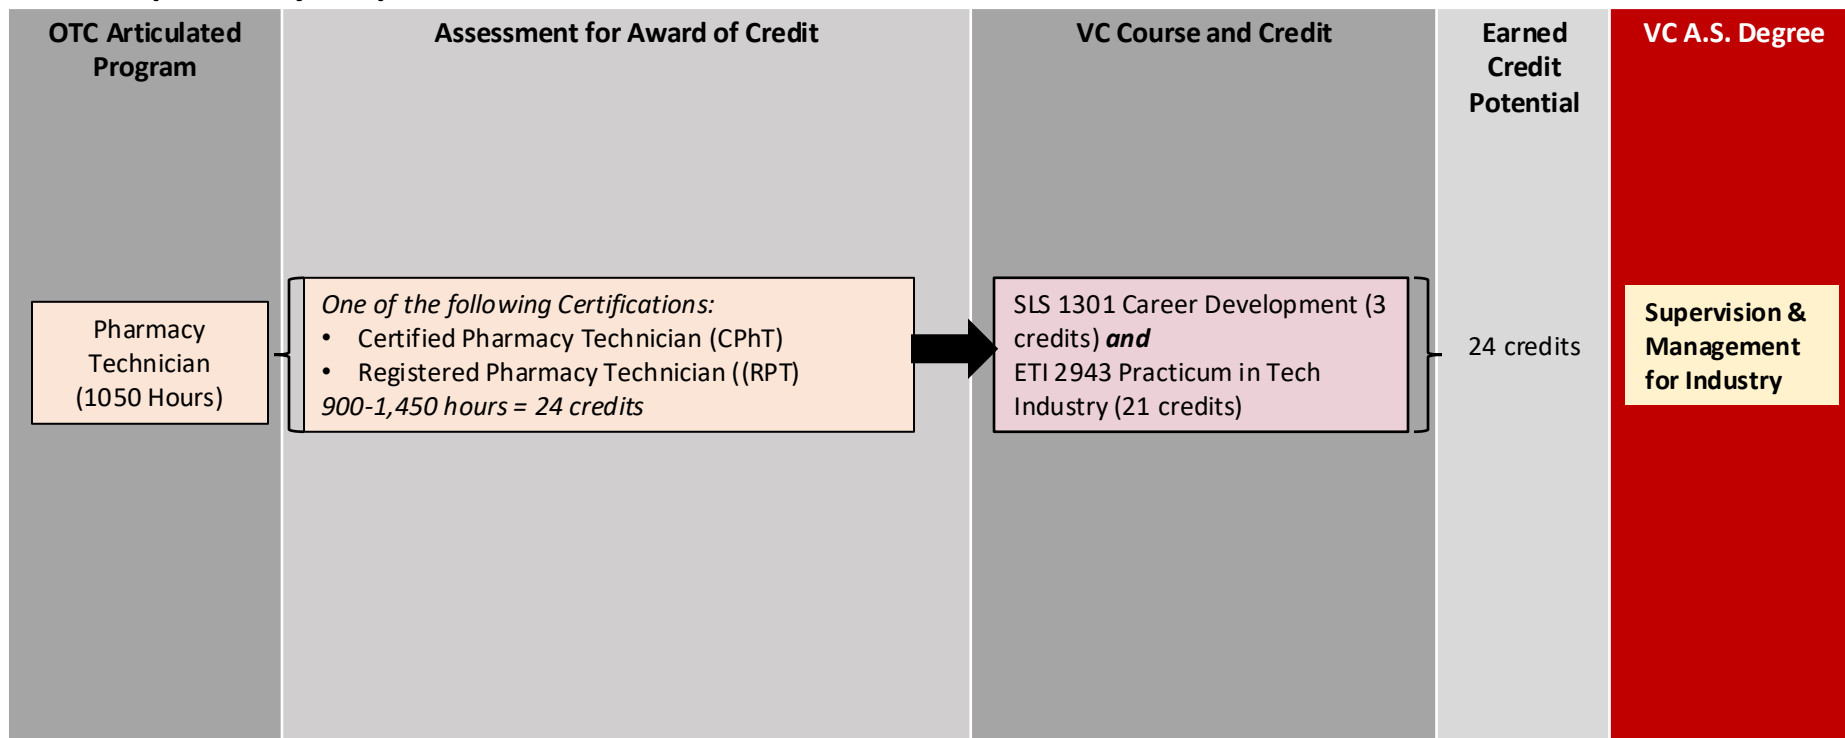 OTC Articulated
Program
Assessment for Award of Credit
VC Course and Credit
Earned
Credit
Potential
VC A.S. Degree
Pharmacy
Technician
(1050 Hours)
One of the following Certifications:
• Certified Pharmacy Technician (CPhT)
• Registered Pharmacy Technician ((RPT)
900-1,450 hours = 24 credits
SLS 1301 Career Development (3
credits) and
ETI 2943 Practicum in Tech
Industry (21 credits)
24 credits
Supervision &
Management
for Industry